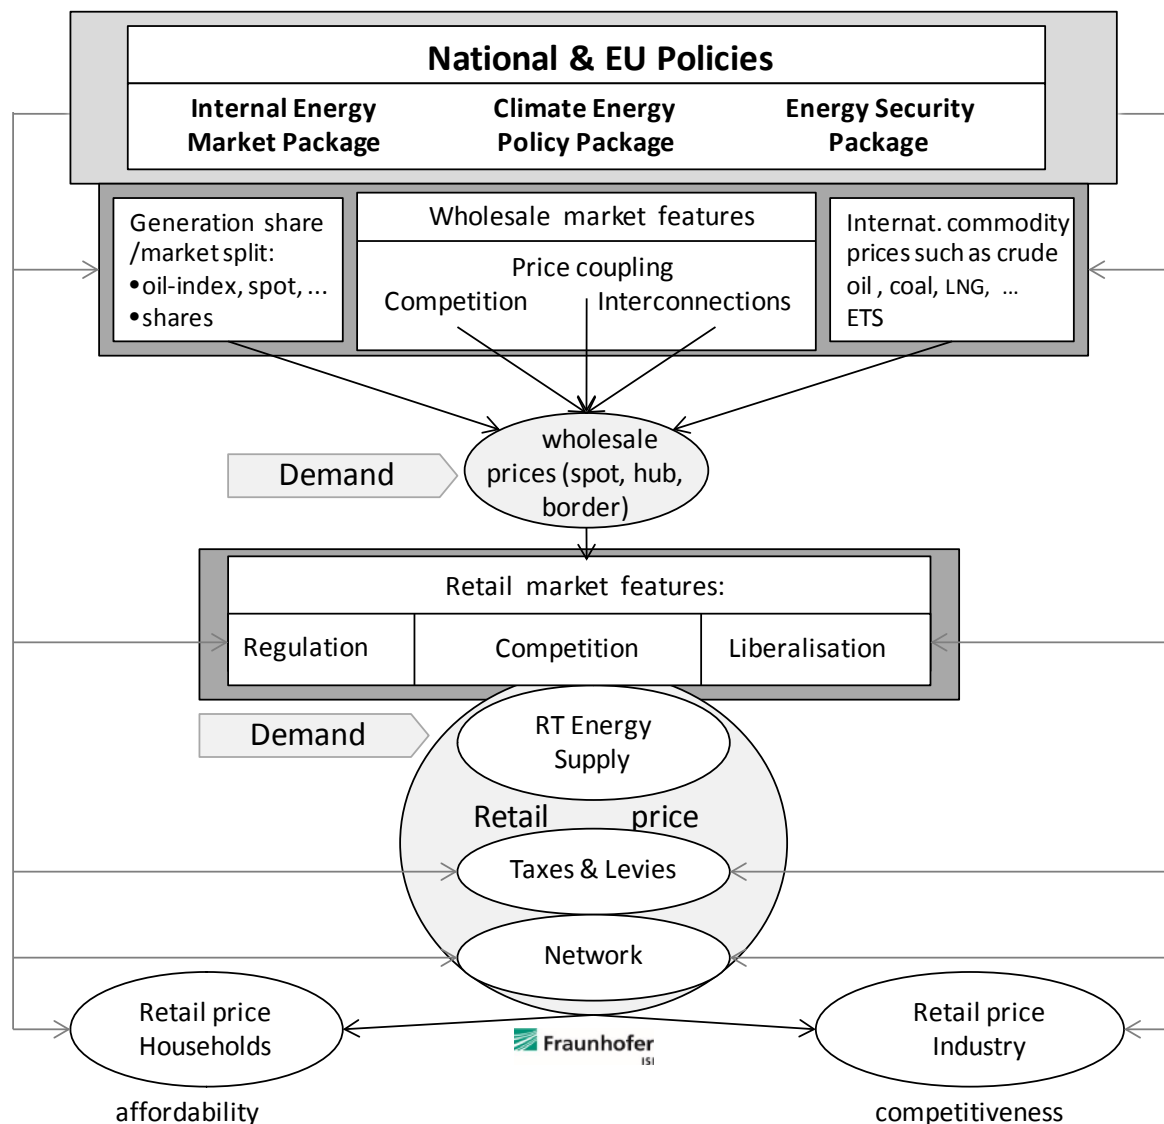 National & EU Policies
Internal Energy
Market Package
Climate Energy
Policy Package
Energy Security
Package
Generation share
/market split:
•oil-index, spot, ...
•shares
Wholesale market features
Price coupling
Competition
Interconnections
Internat. commodity
prices such as crude
oil , coal, LNG, ...
ETS
wholesale
prices (spot, hub,
border)
Demand
Retail market features:
Regulation
Competition
Liberalisation
Demand
RT Energy
Supply
Retail price
Taxes & Levies
Network
Retail price
Households
Fraunhofer
ISI
Retail price
Industry
affordability
competitiveness